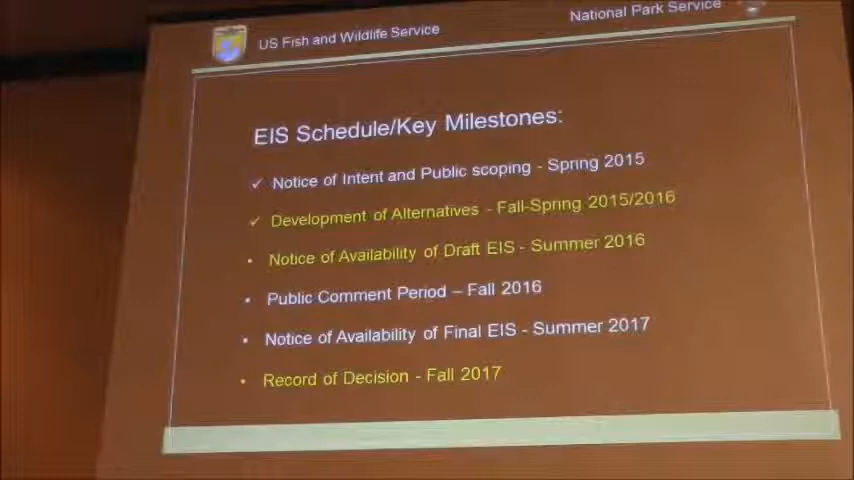 US Fish and Wildlife Service
National Park Service
EIS Schedule/Key Milestones:
✓ Notice of Intent and Public scoping - Spring 2015
✓ Development of Alternatives - Fall-Spring 2015/2016
• Notice of Availability of Draft EIS - Summer 2016
• Public Comment Period – Fall 2016
• Notice of Availability of Final EIS - Summer 2017
• Record of Decision - Fall 2017